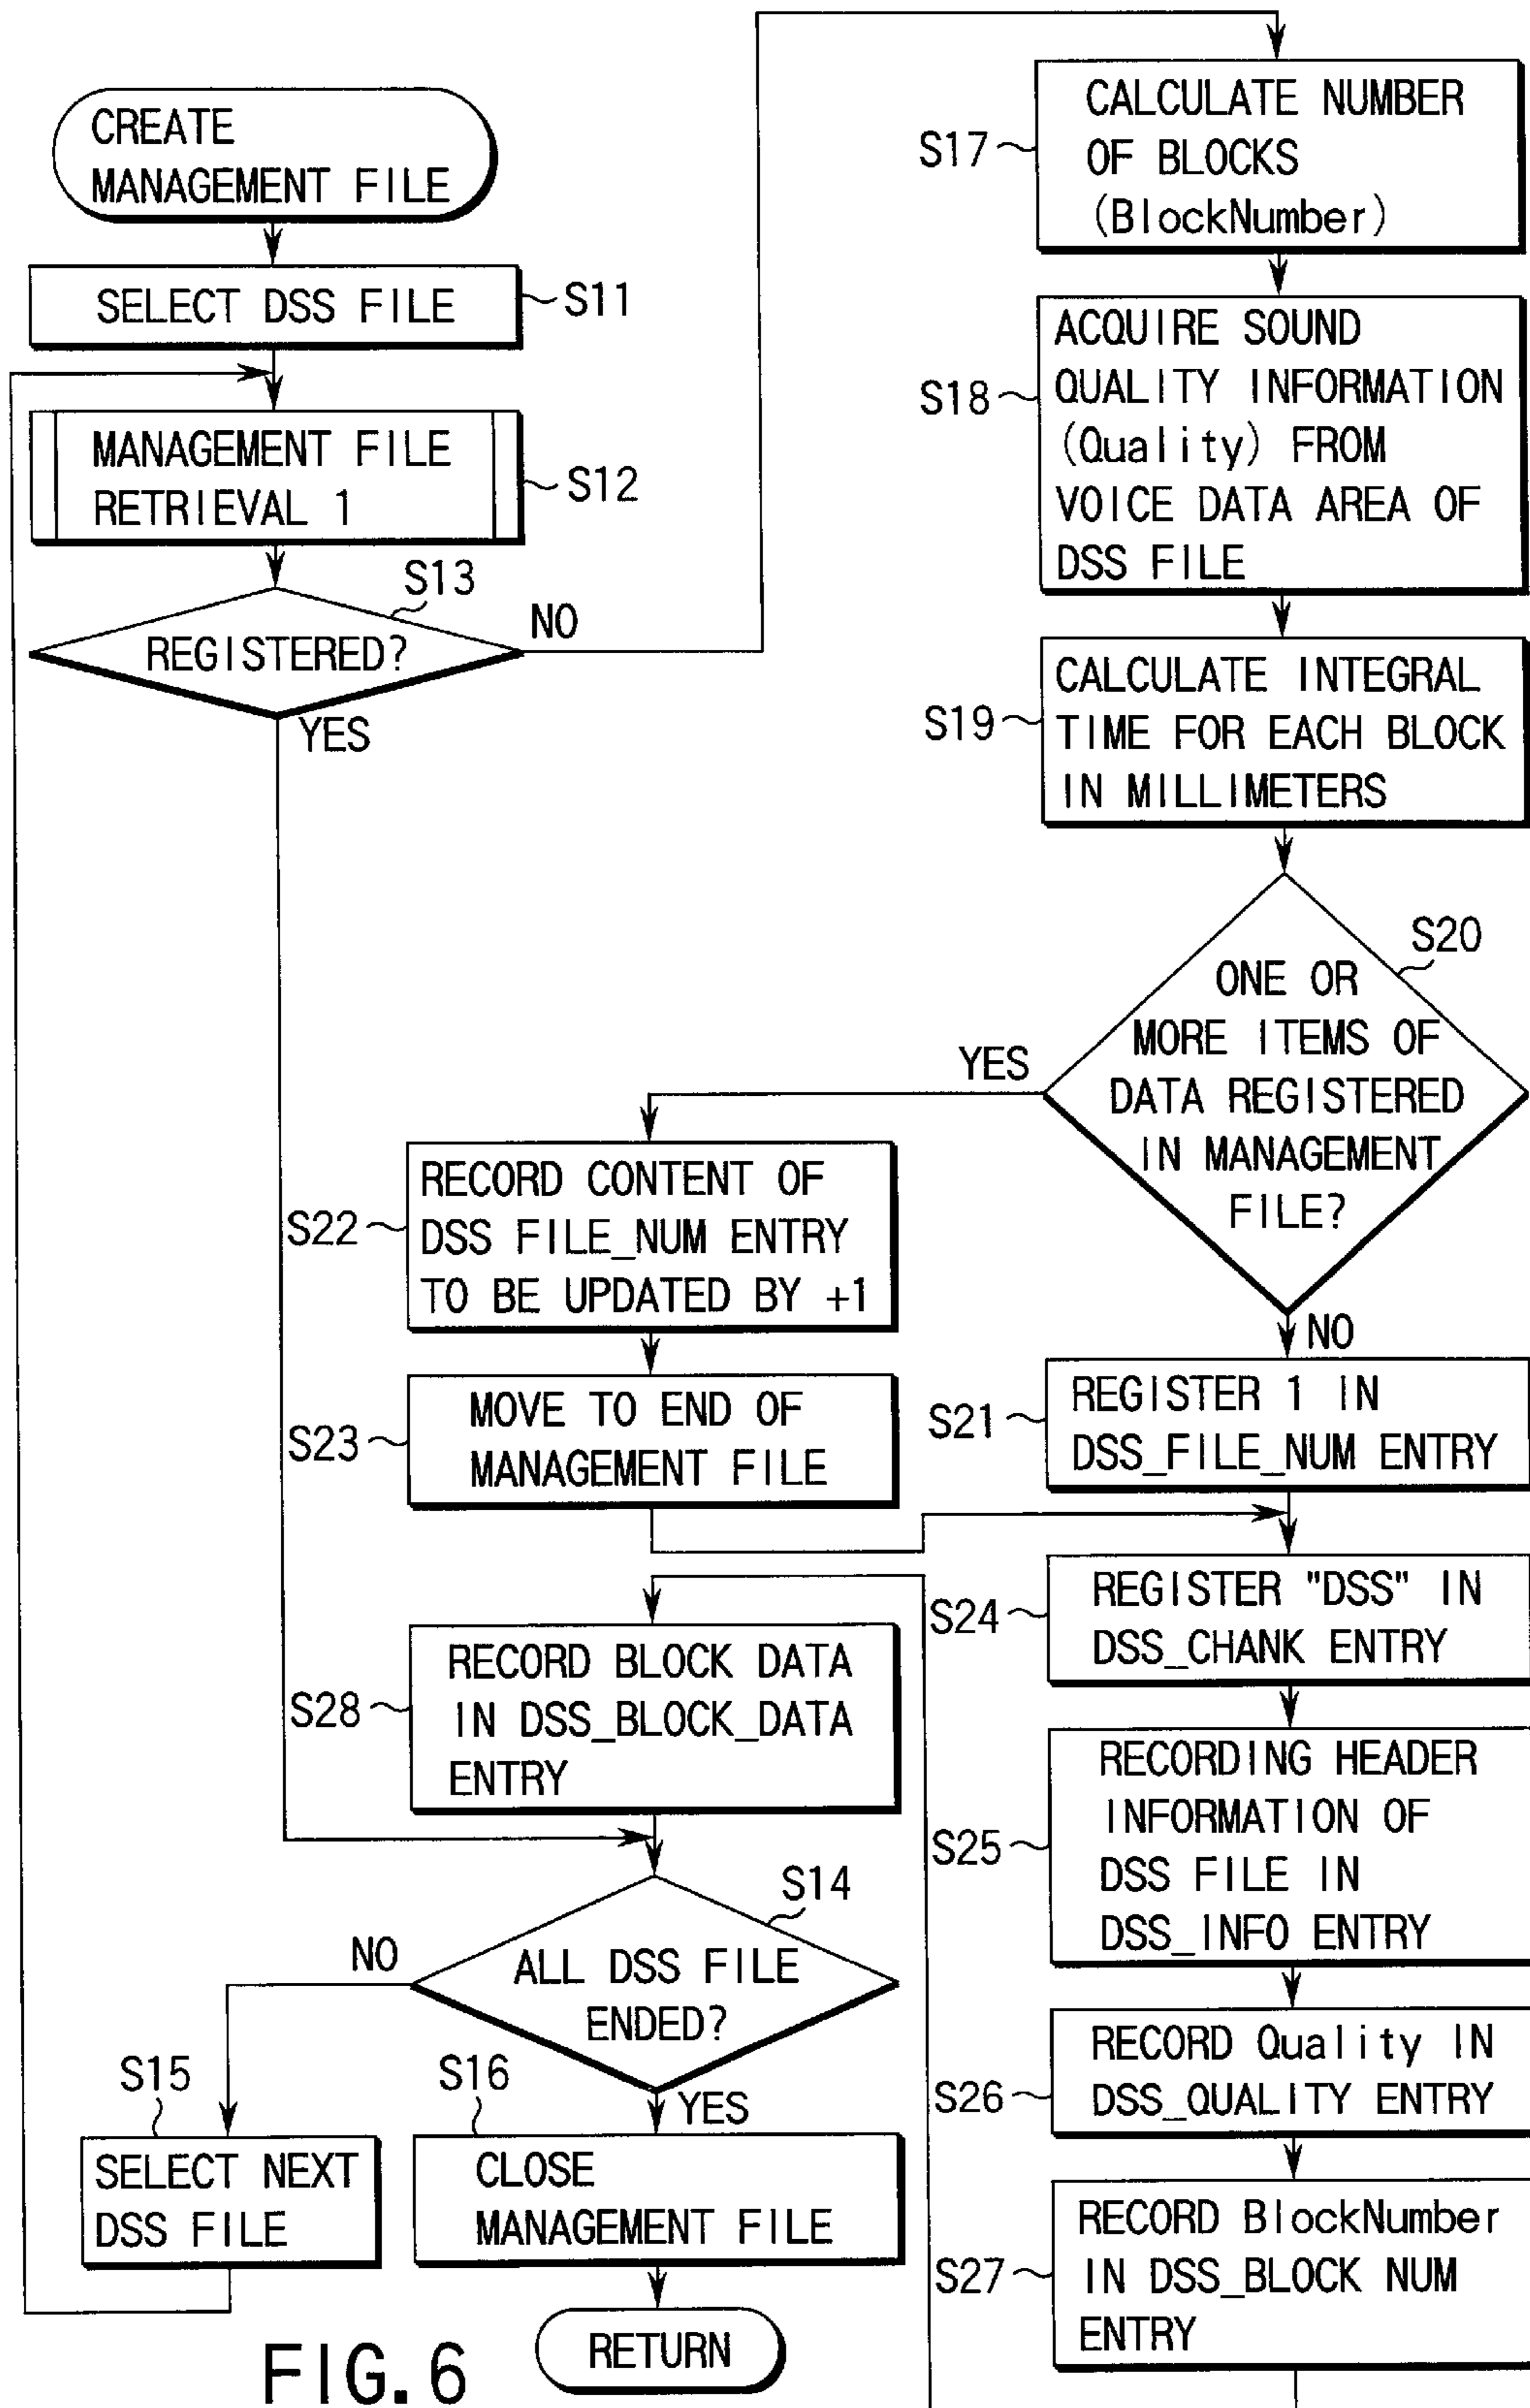 CREATE
MANAGEMENT FILE
SELECT DSS FILE
S11
MANAGEMENT FILE
RETRIEVAL 1
S12
S13
REGISTERED?
NO
YES
S17
CALCULATE NUMBER
OF BLOCKS
(BlockNumber)
S18
ACQUIRE SOUND
QUALITY INFORMATION
(Quality) FROM
VOICE DATA AREA OF
DSS FILE
S19
CALCULATE INTEGRAL
TIME FOR EACH BLOCK
IN MILLIMETERS
S20
ONE OR
MORE ITEMS OF
DATA REGISTERED
IN MANAGEMENT
FILE?
YES
NO
S22
RECORD CONTENT OF
DSS FILE_NUM ENTRY
TO BE UPDATED BY +1
S23
MOVE TO END OF
MANAGEMENT FILE
S21
REGISTER 1 IN
DSS_FILE_NUM ENTRY
S24
REGISTER "DSS" IN
DSS_CHANK ENTRY
S25
RECORDING HEADER
INFORMATION OF
DSS FILE IN
DSS_INFO ENTRY
S26
RECORD Quality IN
DSS_QUALITY ENTRY
S27
RECORD BlockNumber
IN DSS_BLOCK NUM
ENTRY
S28
RECORD BLOCK DATA
IN DSS_BLOCK_DATA
ENTRY
S14
ALL DSS FILE
ENDED?
NO
YES
S15
SELECT NEXT
DSS FILE
S16
CLOSE
MANAGEMENT FILE
RETURN
FIG. 6